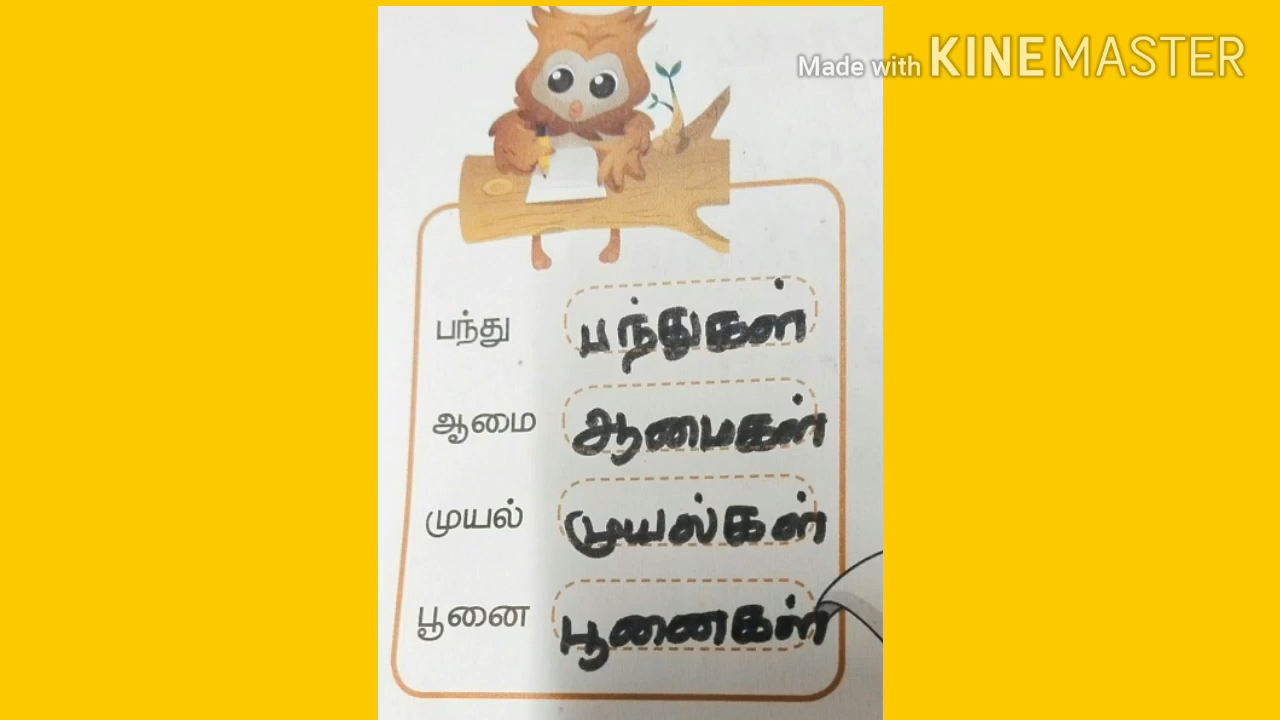 Made with KINEMASTER
பந்து பந்துகள்
ஆமை ஆமைகள்
முயல் முயல்கள்
பூனை பூணைகள்